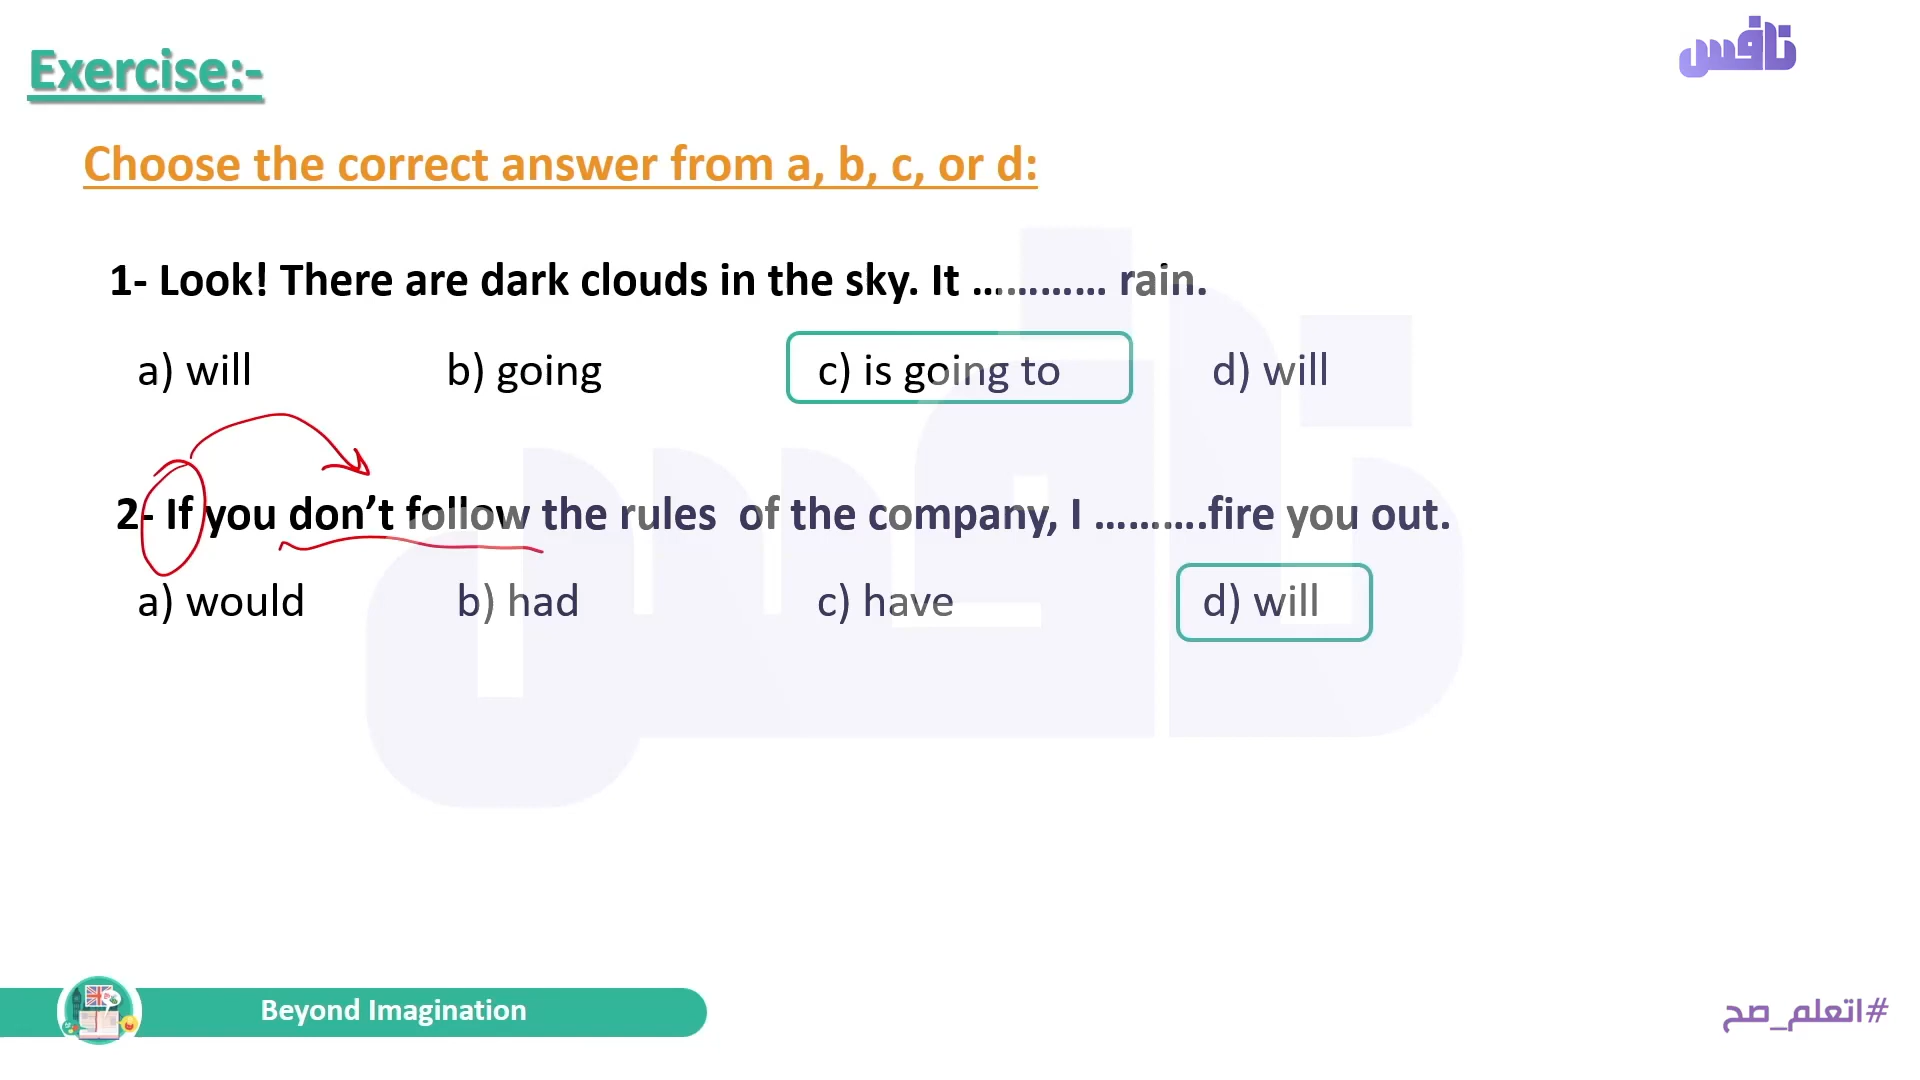 Exercise:-
نافس
Choose the correct answer from a, b, c, or d:
1- Look! There are dark clouds in the sky. It ………… rain.
a) will b) going c) is going to d) will
2- If you don’t follow the rules of the company, I ……….fire you out.
a) would b) had c) have d) will
Beyond Imagination
#اتعلم_صح